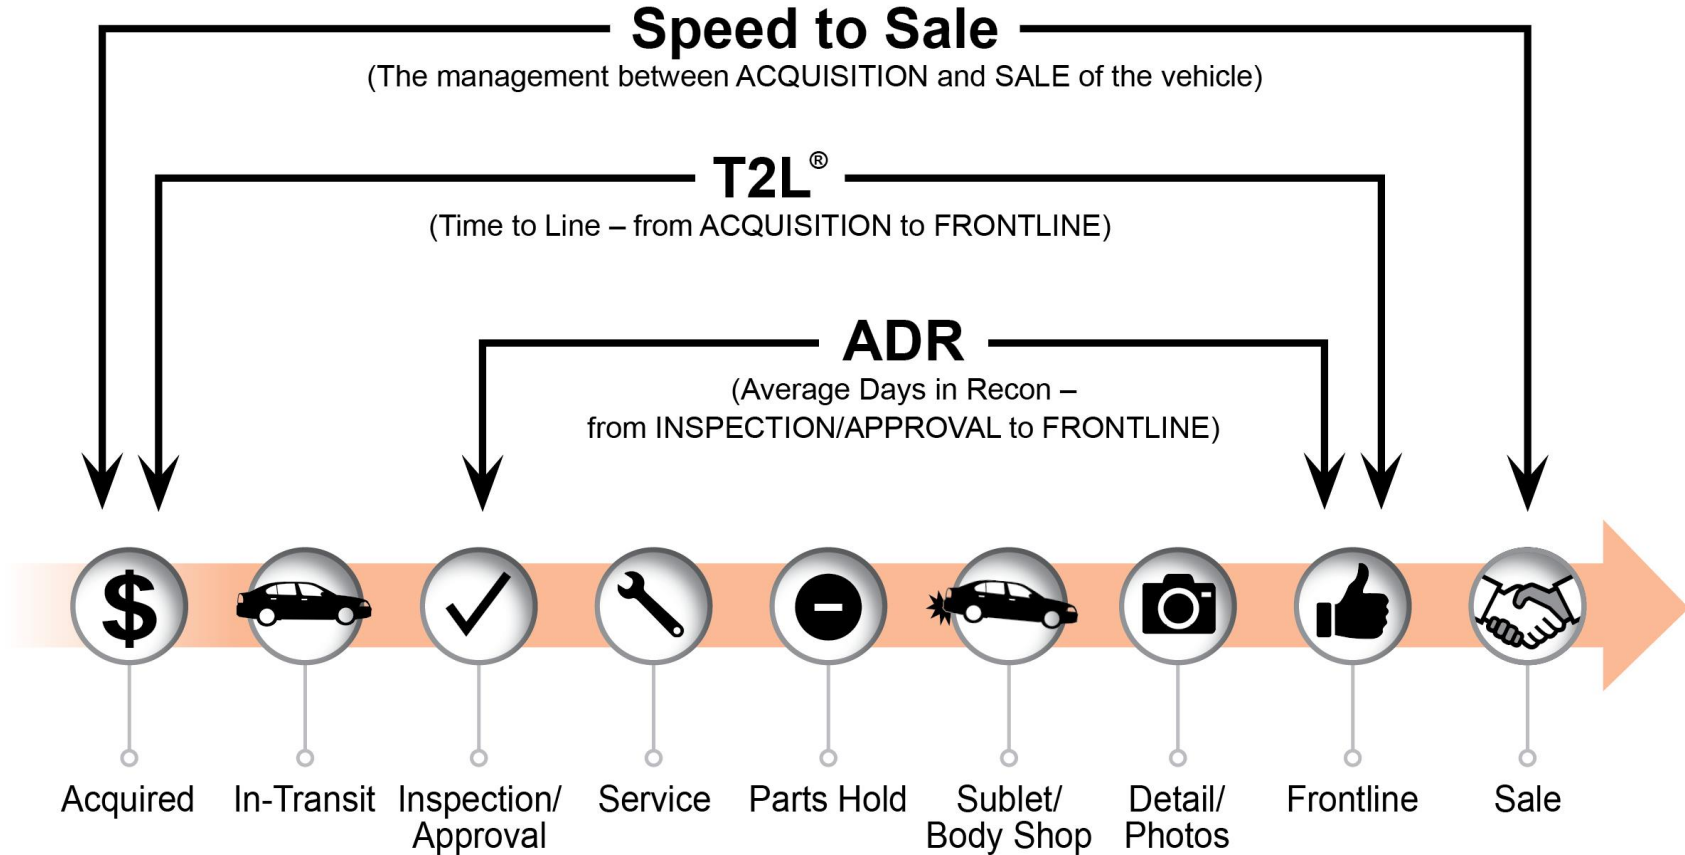 Speed to Sale
(The management between ACQUISITION and SALE of the vehicle)
T2L®
(Time to Line – from ACQUISITION to FRONTLINE)
ADR
(Average Days in Recon –
from INSPECTION/APPROVAL to FRONTLINE)
$
Acquired
In-Transit
Inspection/
Approval
Service
Parts Hold
Sublet/
Body Shop
Detail/
Photos
Frontline
Sale